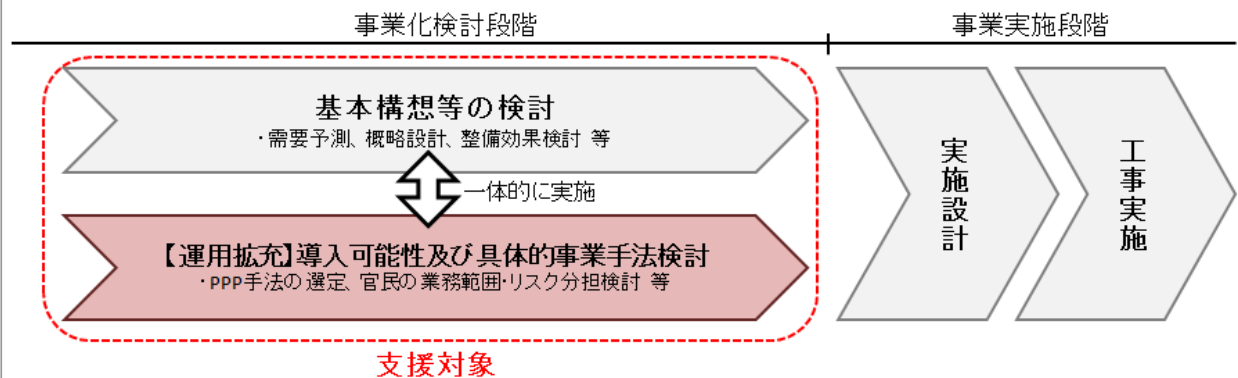 事業化検討段階
事業実施段階
基本構想等の検討
・需要予測、概略設計、整備効果検討 等
一体的に実施
【運用拡充】導入可能性及び具体的事業手法検討
・PPP手法の選定、官民の業務範囲・リスク分担検討 等
支援対象
実施設計
工事実施